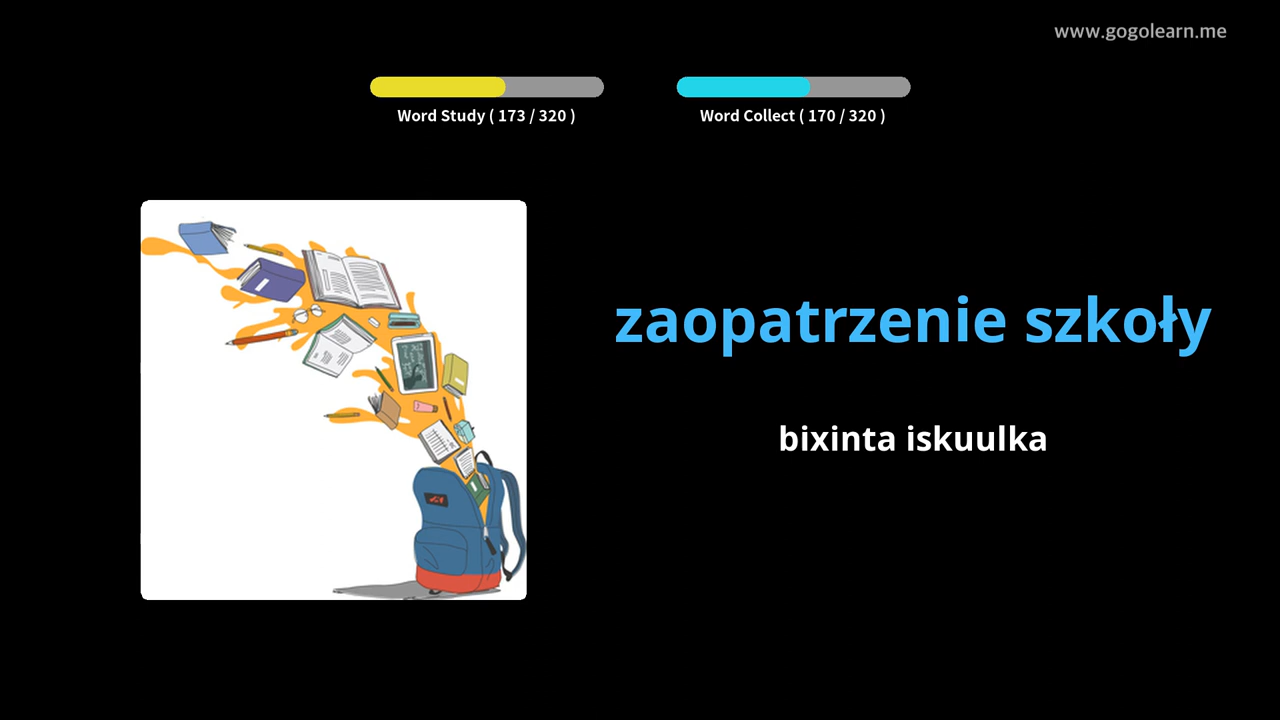 www.gogolearn.me
Word Study ( 173 / 320 )
Word Collect ( 170 / 320 )
zaopatrzenie szkoły
bixinta iskuulka